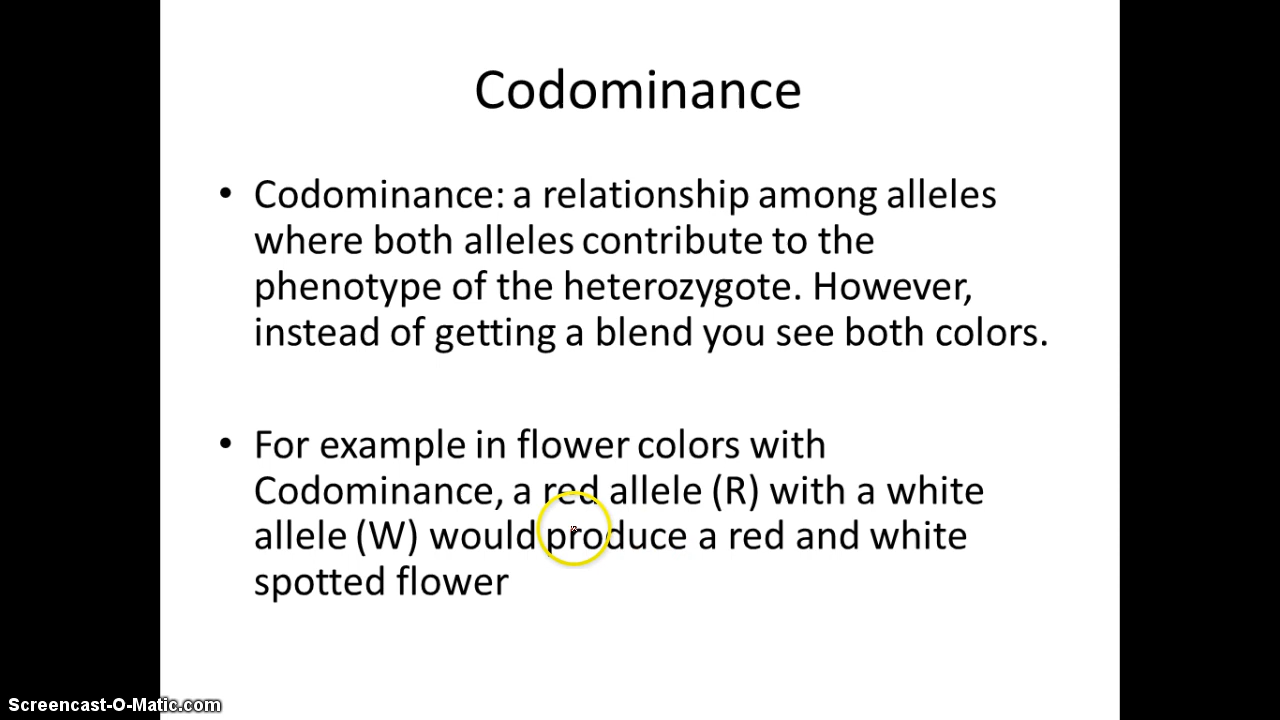 Codominance
• Codominance: a relationship among alleles
where both alleles contribute to the
phenotype of the heterozygote. However,
instead of getting a blend you see both colors.
• For example in flower colors with
Codominance, a red allele (R) with a white
allele (W) would produce a red and white
spotted flower
Screencast-O-Matic.com